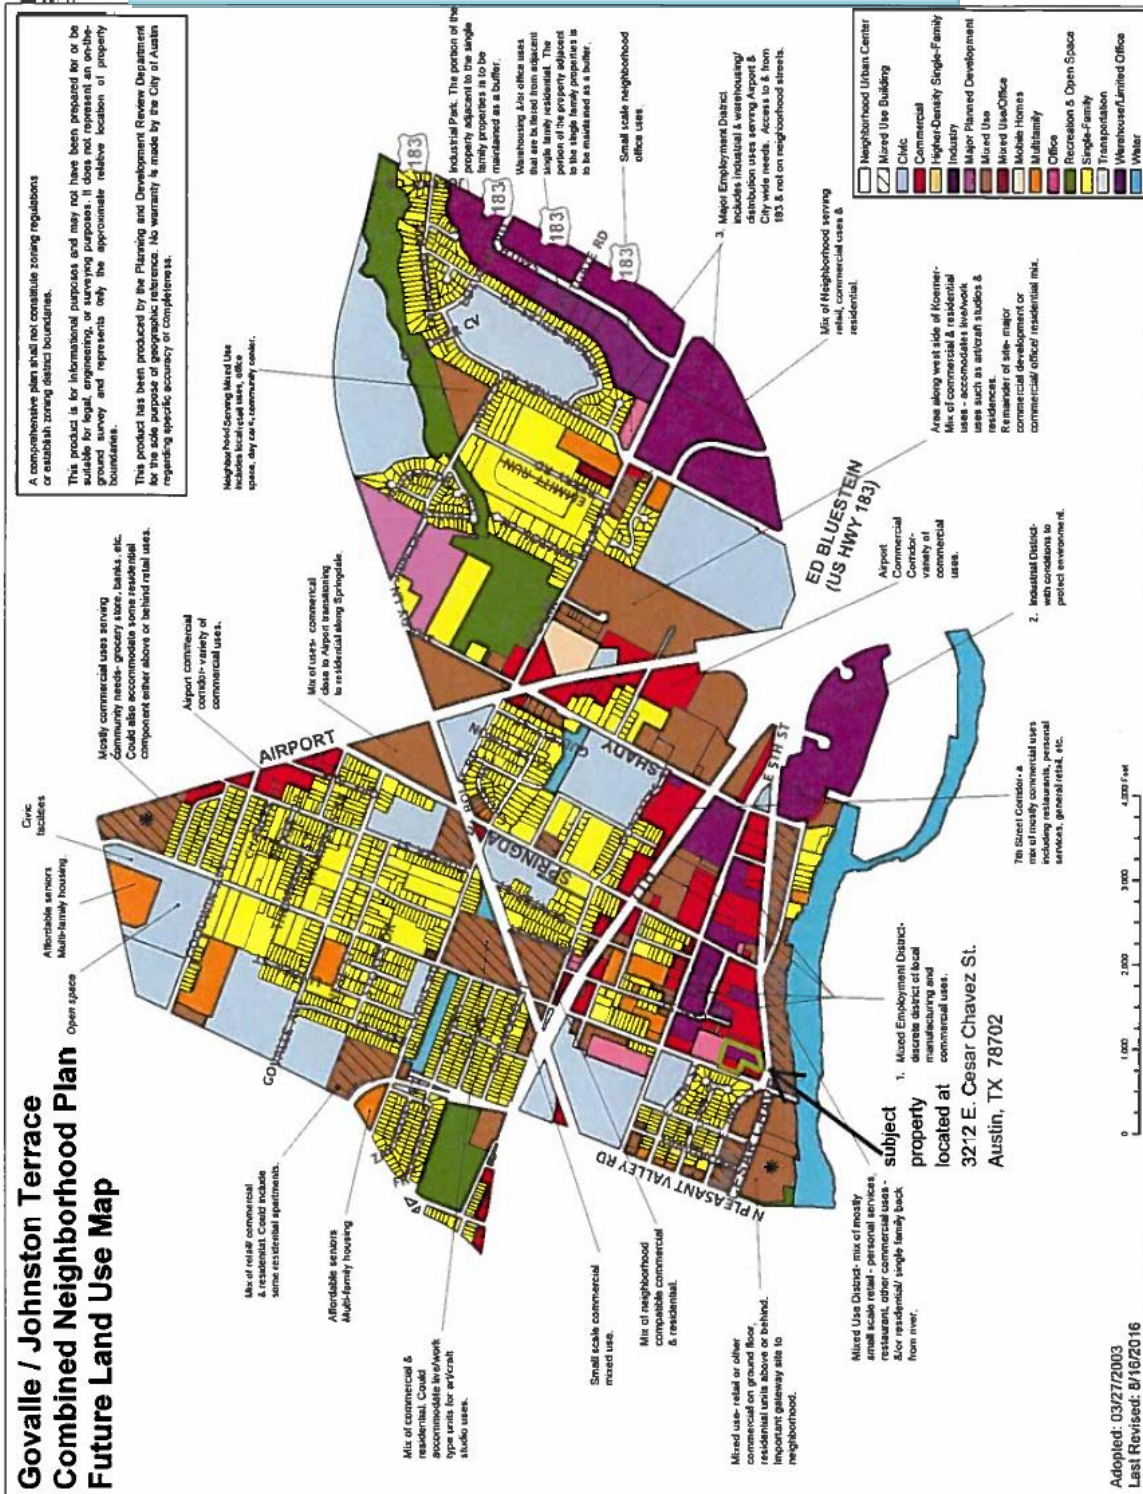 Govalle / Johnston Terrace
Combined Neighborhood Plan
Future Land Use Map
A comprehensive plan shall not constitute zoning regulations
or establish zoning district boundaries.
This product is for informational purposes and may not have been prepared for or be
suitable for legal, engineering, or surveying purposes. It does not represent an on-the-
ground survey and represents only the approximate relative location of property
boundaries.
This product has been produced by the Planning and Development Review Department
for the sole purpose of geographic reference. No warranty is made by the City of Austin
regarding specific accuracy or completeness.
Civic
facilities
Affordable seniors
Multi-family housing.
Open space
Mostly commercial uses serving
community needs- grocery store, banks, etc.
Could also accommodate some residential
component either above or behind retail uses.
Airport commercial
corridor- variety of
commercial uses.
Mix of uses- commerical
close to Airport transitioning
to residential along Springdale.
Neighborhood Serving Mixed Use
Includes local retail uses, office
space, day care, community center.
Mix of retail/ commercial
& residential. Could include
some residential apartments.
Affordable seniors
Multi-family housing
Mix of commercial &
residential. Could
accommodate live/work
type units for art/craft
studio uses.
Small scale commercial
mixed use.
Mix of neighborhood
compatible commercial
& residential.
Mixed use- retail or other
commercial on ground floor,
residential units above or behind.
Important gateway site to
neighborhood.
Mixed Use District- mix of mostly
small scale retail - personal services,
restaurant, other commercial uses -
&/or residential/ single family back
from river.
subject
property
located at
3212 E. Cesar Chavez St.
Austin, TX 78702
1. Mixed Employment District-
discrete district of local
manufacturing and
commercial uses.
7th Street Corridor- a
mix of mostly commercial uses
including restaurants, personal
services, general retail, etc.
2. Industrial District-
with conditions to
protect environment.
Airport
Commercial
Corridor-
variety of
commercial
uses.
Area along west side of Koerner-
Mix of commercial & residential
uses - accomodates live/work
uses such as art/craft studios &
residences.
Remainder of site- major
commercial development or
commercial/ office/ residential mix.
Mix of Neighborhood serving
retail, commercial uses &
residential.
3. Major Employment District
includes industrial & warehousing/
distribution uses serving Airport &
City wide needs. Access to & from
183 & not on neighborhood streets.
Small scale neighborhood
office uses.
Warehousing &/or office uses
that are buffered from adjacent
single family residential. The
portion of the property adjacent
to the single family properties is
to be maintained as a buffer.
Industrial Park. The portion of the
property adjacent to the single
family properties is to be
maintained as a buffer.
AIRPORT
SPRINGDA
SHADY
E 5TH ST
N PLEASANT VALLEY RD
ED BLUESTEIN
(US HWY 183)
183
183
183
183
CV
Neighborhood Urban Center
Mixed Use Building
Civic
Commercial
Higher-Density Single-Family
Industry
Major Planned Development
Mixed Use
Mixed Use/Office
Mobile Homes
Multifamily
Office
Recreation & Open Space
Single-Family
Transportation
Warehouse/Limited Office
Water
0 1,000 2,000 3,000 4,000 Feet
Adopted: 03/27/2003
Last Revised: 8/16/2016